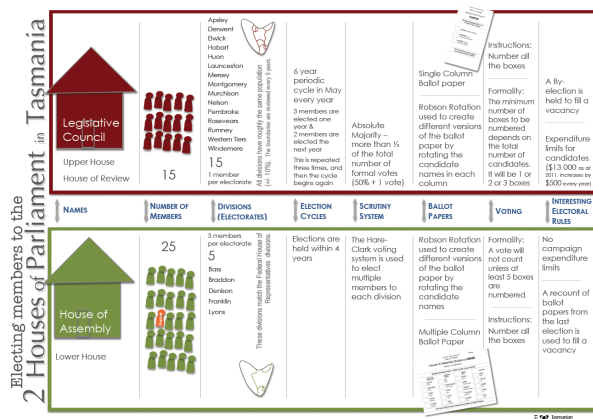 Electing members to the
2 Houses of Parliament in Tasmania
Legislative
Council
Upper House
House of Review
15
Apsley
Derwent
Elwick
Hobart
Huon
Launceston
Mersey
Montgomery
Murchison
Nelson
Pembroke
Rosevears
Rumney
Western Tiers
Windermere
15
1 member
per electorate
All divisions have roughly the same population
(+/- 10%). The boundaries are reviewed every 9 years.
6 year
periodic
cycle in May
every year
3 members are
elected one
year &
2 members are
elected the
next year
This is repeated
three times, and
then the cycle
begins again
Absolute
Majority – more
than ½ of the
total number of
formal votes
(50% + 1 vote)
Single Column
Ballot paper
Robson Rotation
used to create
different versions
of the ballot
paper by
rotating the
candidate
names in each
column
Instructions:
Number all
the boxes
Formality:
The minimum
number of
boxes to be
numbered
depends on
the total
number of
candidates.
It will be 1 or
2 or 3 boxes
A By-
election is
held to fill a
vacancy
Expenditure
limits for
candidates
($13 000 as at
2011. Increases by
$500 every year)
NAMES
NUMBER OF
MEMBERS
DIVISIONS
(ELECTORATES)
ELECTION
CYCLES
SCRUTINY
SYSTEM
BALLOT
PAPERS
VOTING
INTERESTING
ELECTORAL
RULES
House of
Assembly
Lower House
25
5 members
per electorate
5
Bass
Braddon
Denison
Franklin
Lyons
These divisions match the Federal House of
Representatives divisions.
Elections are
held within 4
years
The Hare-
Clark voting
system is used
to elect
multiple
members to
each division
Robson Rotation
used to create
different versions
of the ballot
paper by rotating
the candidate
names
Multiple Column
Ballot Paper
Formality:
A vote will
not count
unless at
least 5 boxes
are
numbered
Instructions:
Number all
the boxes
No
campaign
expenditure
limits
A recount of
ballot
papers from
the last
election is
used to fill a
vacancy
Tasmanian